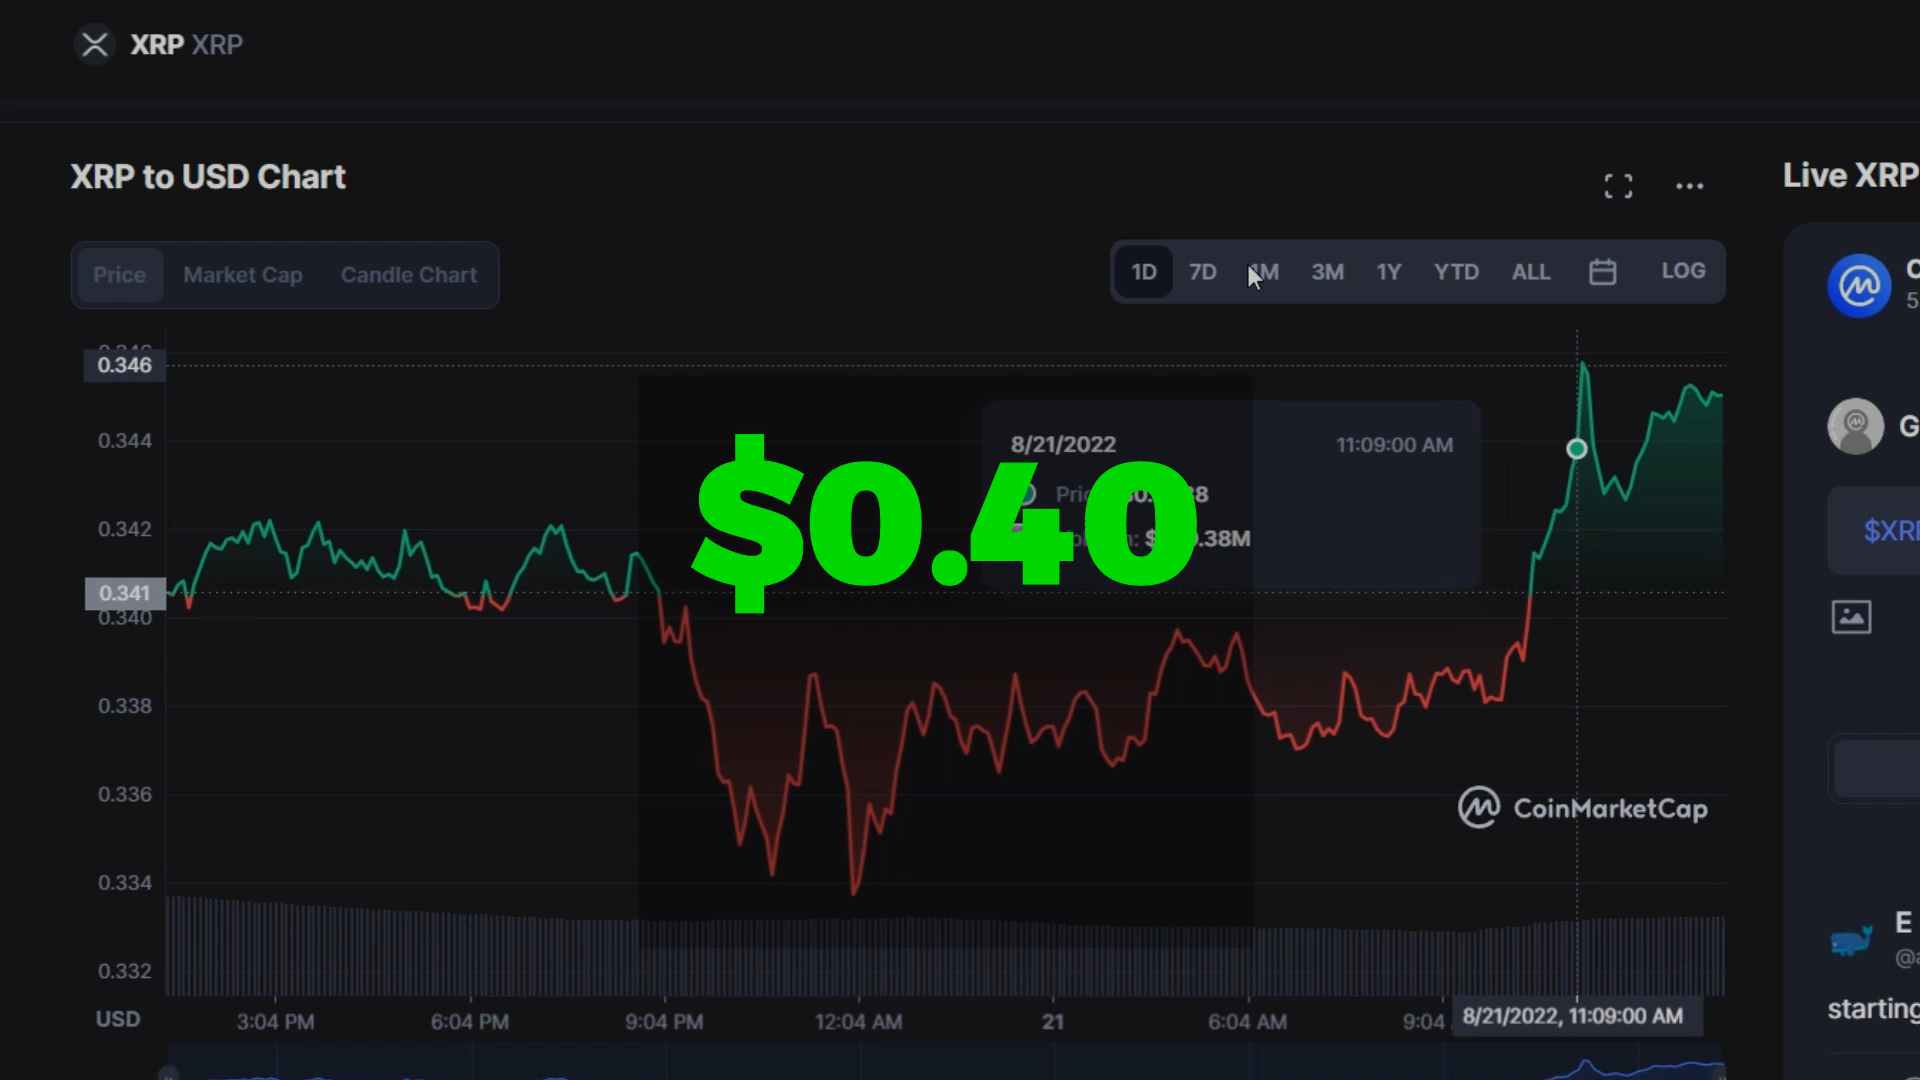 XRP XRP
XRP to USD Chart
Live XRP
Price Market Cap Candle Chart
1D 7D 1M 3M 1Y YTD ALL LOG
0.346
0.344
0.342
0.341
0.340
0.338
0.336
0.334
0.332
8/21/2022 11:09:00 AM
$0.40
.38M
$XRP
CoinMarketCap
E
starting
USD 3:04 PM 6:04 PM 9:04 PM 12:04 AM 21 6:04 AM 9:04 8/21/2022, 11:09:00 AM